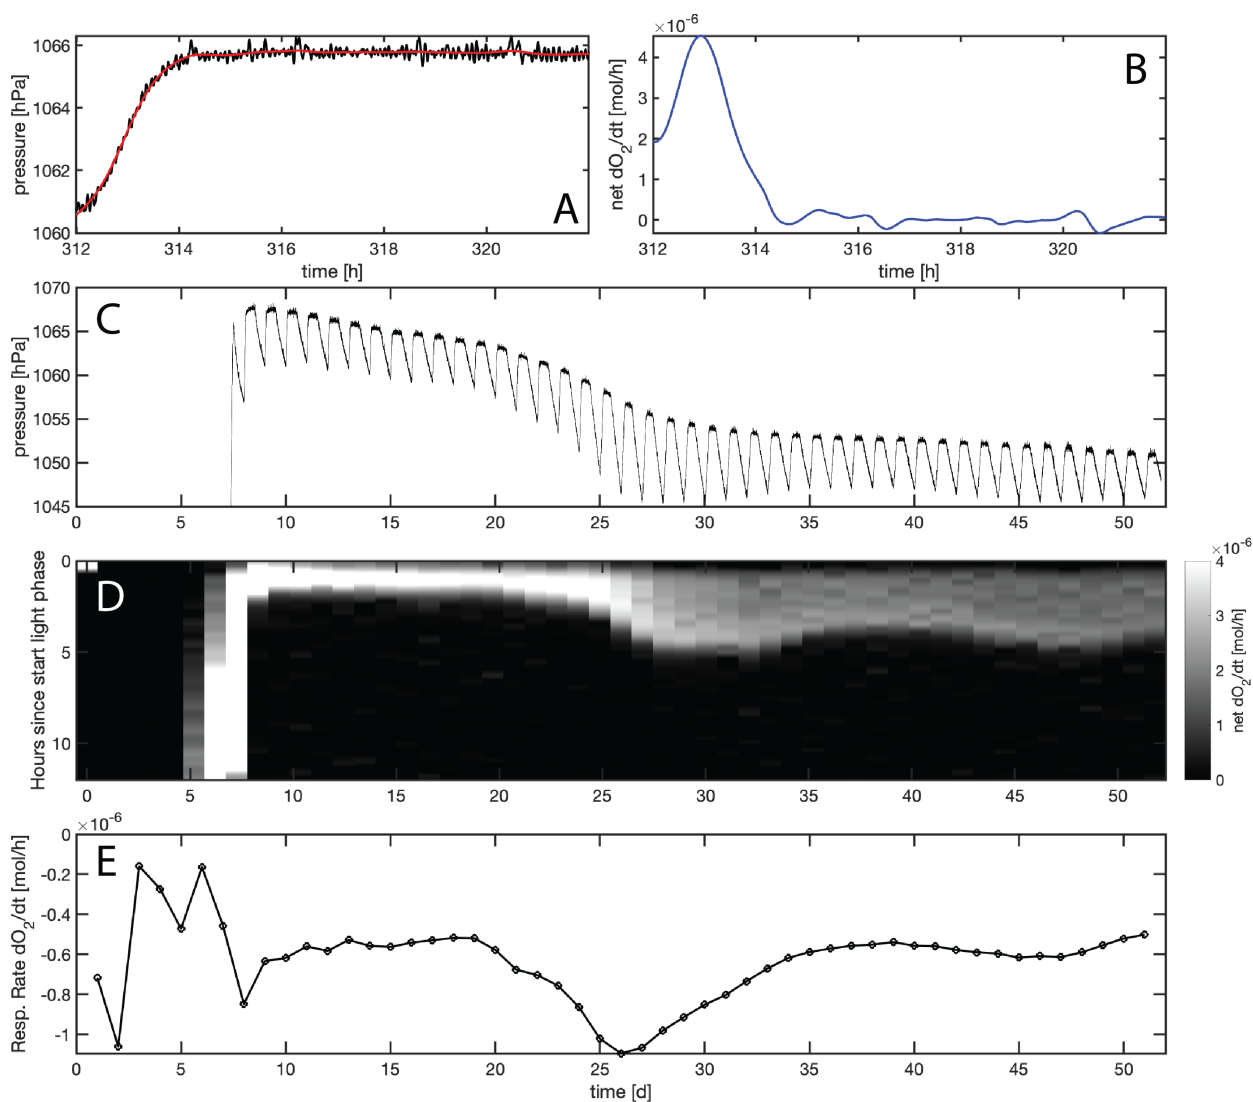 1066
1064
1062
1060
pressure [hPa]
A
312 314 316 318 320
time [h]
×10-6
4
3
2
1
0
net dO2/dt [mol/h]
B
312 314 316 318 320
time [h]
1070
1065
1060
1055
1050
1045
pressure [hPa]
C
0 5 10 15 20 25 30 35 40 45 50
0
5
10
Hours since start light phase
D
0 5 10 15 20 25 30 35 40 45 50
×10-6
4
3
2
1
0
net dO2/dt [mol/h]
×10-6
0
-0.2
-0.4
-0.6
-0.8
-1
Resp. Rate dO2/dt [mol/h]
E
0 5 10 15 20 25 30 35 40 45 50
time [d]